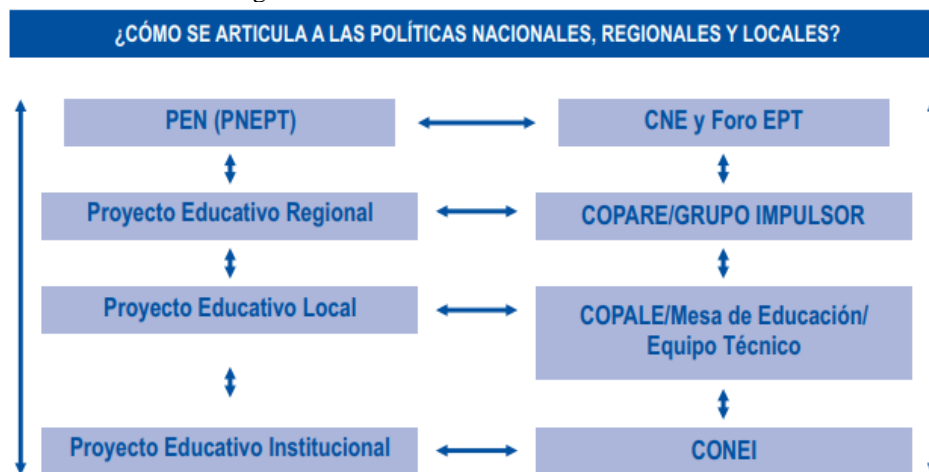 ¿CÓMO SE ARTICULA A LAS POLÍTICAS NACIONALES, REGIONALES Y LOCALES?
PEN (PNEPT)
CNE y Foro EPT
Proyecto Educativo Regional
COPARE/GRUPO IMPULSOR
Proyecto Educativo Local
COPALE/Mesa de Educación/
Equipo Técnico
Proyecto Educativo Institucional
CONEI